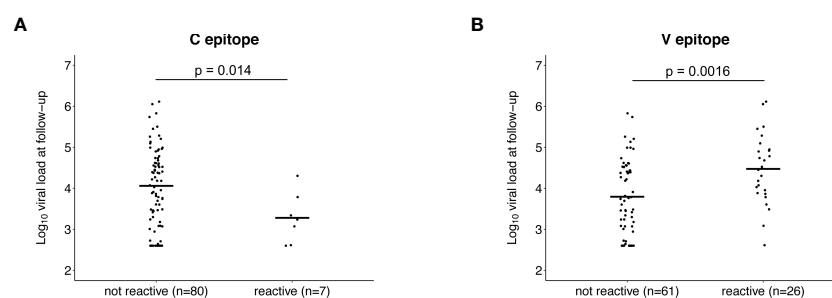 A
C epitope
p = 0.014
7
6
5
4
3
2
Log10 viral load at follow−up
not reactive (n=80)
reactive (n=7)
B
V epitope
p = 0.0016
7
6
5
4
3
2
Log10 viral load at follow−up
not reactive (n=61)
reactive (n=26)